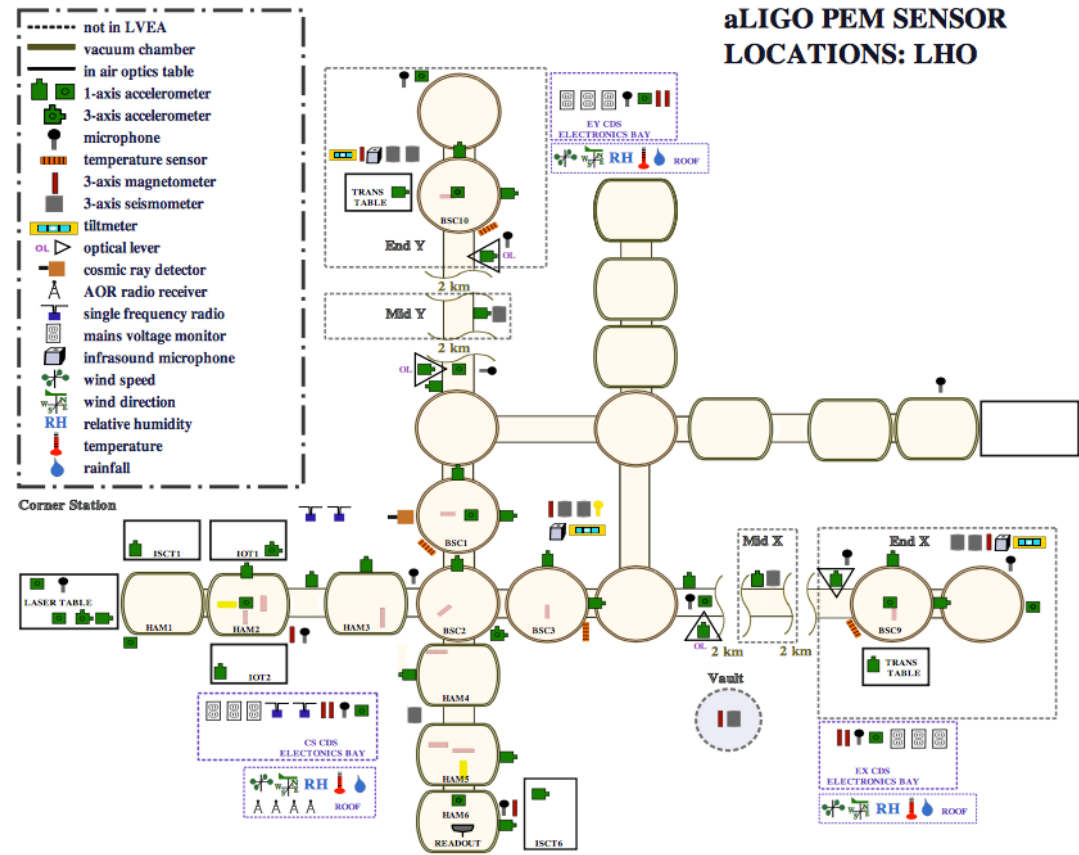 aLIGO PEM SENSOR
LOCATIONS: LHO
not in LVEA
vacuum chamber
in air optics table
1-axis accelerometer
3-axis accelerometer
microphone
temperature sensor
3-axis magnetometer
3-axis seismometer
tiltmeter
OL optical lever
cosmic ray detector
AOR radio receiver
single frequency radio
mains voltage monitor
infrasound microphone
wind speed
wind direction
RH relative humidity
temperature
rainfall
EY CDS
ELECTRONICS BAY
RH ROOF
TRANS
TABLE
BSC10
End Y
OL
2 km
Mid Y
2 km
OL
Corner Station
ISCT1
IOT1
BSC1
LASER TABLE
HAM1
HAM2
HAM3
BSC2
BSC3
OL
2 km
Mid X
2 km
End X
BSC9
TRANS
TABLE
IOT2
HAM4
Vault
CS CDS
ELECTONICS BAY
RH
ROOF
HAM5
HAM6
READOUT
ISCT6
EX CDS
ELECTRONICS BAY
RH ROOF